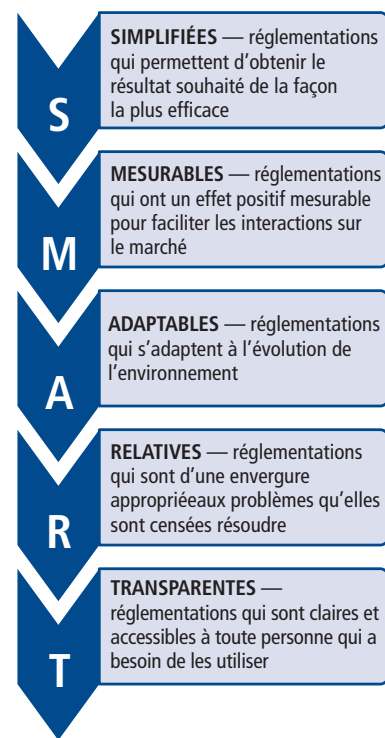 S
SIMPLIFIÉES — réglementations
qui permettent d’obtenir le
résultat souhaité de la façon
la plus efficace
M
MESURABLES — réglementations
qui ont un effet positif mesurable
pour faciliter les interactions sur
le marché
A
ADAPTABLES — réglementations
qui s’adaptent à l’évolution de
l’environnement
R
RELATIVES — réglementations
qui sont d’une envergure
appropriéeaux problèmes qu’elles
sont censées résoudre
T
TRANSPARENTES —
réglementations qui sont claires et
accessibles à toute personne qui a
besoin de les utiliser